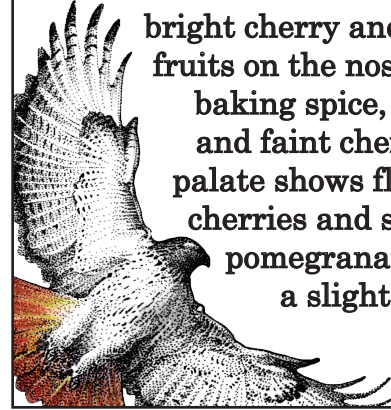 bright cherry and
fruits on the nos
baking spice,
and faint che
palate shows fl
cherries and s
pomegrana
a slight